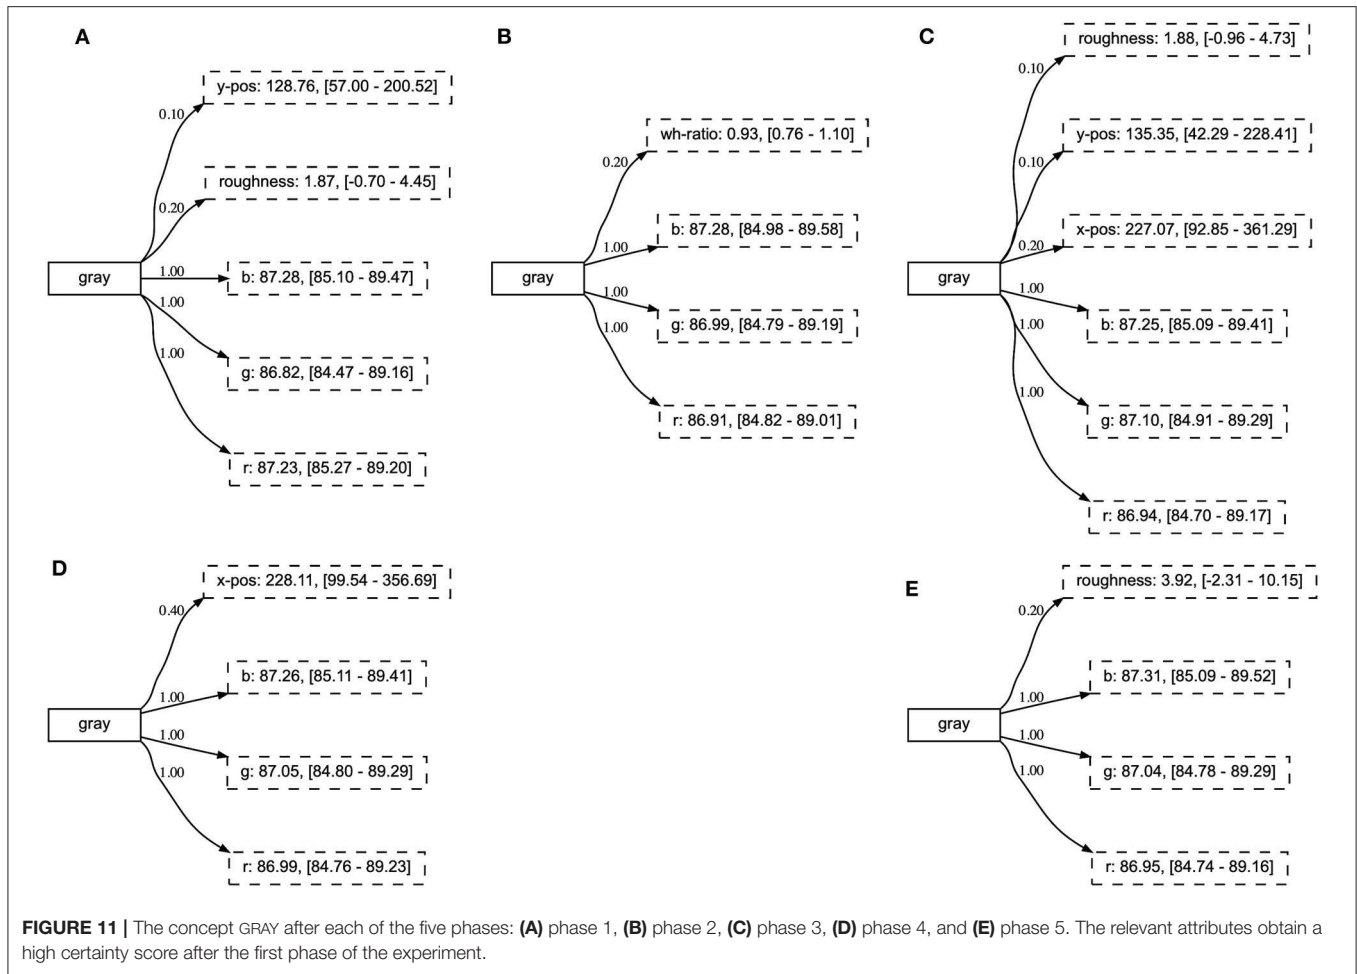 A
y-pos: 128.76, [57.00 - 200.52]
0.10
roughness: 1.87, [-0.70 - 4.45]
0.20
gray
1.00
b: 87.28, [85.10 - 89.47]
1.00
1.00
g: 86.82, [84.47 - 89.16]
r: 87.23, [85.27 - 89.20]
B
wh-ratio: 0.93, [0.76 - 1.10]
0.20
b: 87.28, [84.98 - 89.58]
1.00
gray
1.00
g: 86.99, [84.79 - 89.19]
1.00
r: 86.91, [84.82 - 89.01]
C
roughness: 1.88, [-0.96 - 4.73]
0.10
y-pos: 135.35, [42.29 - 228.41]
0.10
x-pos: 227.07, [92.85 - 361.29]
0.20
gray
1.00
b: 87.25, [85.09 - 89.41]
1.00
1.00
g: 87.10, [84.91 - 89.29]
r: 86.94, [84.70 - 89.17]
D
x-pos: 228.11, [99.54 - 356.69]
0.40
b: 87.26, [85.11 - 89.41]
1.00
gray
1.00
g: 87.05, [84.80 - 89.29]
1.00
r: 86.99, [84.76 - 89.23]
E
roughness: 3.92, [-2.31 - 10.15]
0.20
b: 87.31, [85.09 - 89.52]
1.00
gray
1.00
g: 87.04, [84.78 - 89.29]
1.00
r: 86.95, [84.74 - 89.16]
FIGURE 11 | The concept GRAY after each of the five phases: (A) phase 1, (B) phase 2, (C) phase 3, (D) phase 4, and (E) phase 5. The relevant attributes obtain a
high certainty score after the first phase of the experiment.